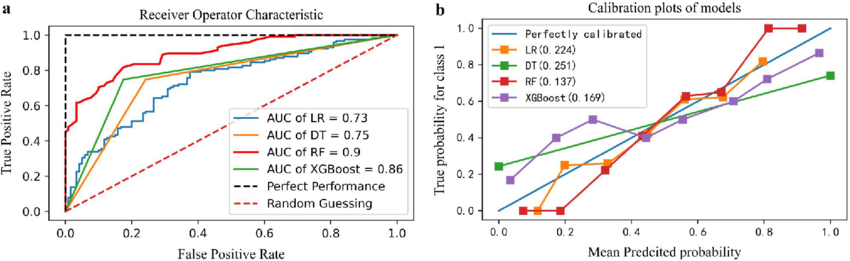 a
Receiver Operator Characteristic
True Positive Rate
1.0
0.8
0.6
0.4
0.2
0.0
AUC of LR = 0.73
AUC of DT = 0.75
AUC of RF = 0.9
AUC of XGBoost = 0.86
Perfect Performance
Random Guessing
0.0 0.2 0.4 0.6 0.8 1.0
False Positive Rate
b
Calibration plots of models
True probability for class 1
1.0
0.8
0.6
0.4
0.2
0.0
Perfectly calibrated
LR(0.224)
DT(0.251)
RF(0.137)
XGBoost(0.169)
0.0 0.2 0.4 0.6 0.8 1.0
Mean Predcited probability